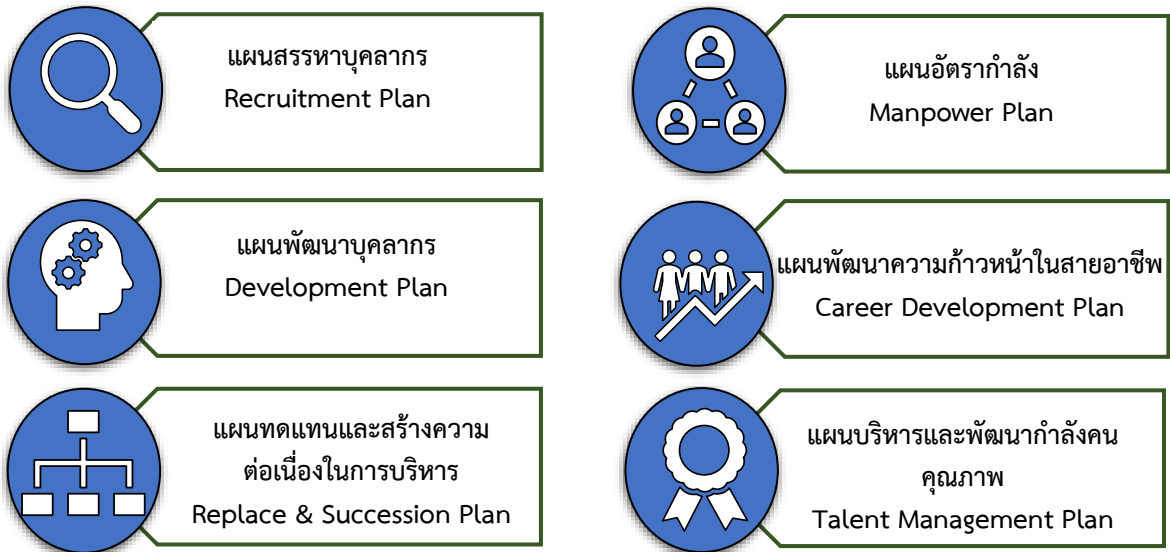 แผนสรรหาบุคลากร
Recruitment Plan
แผนอัตรากำลัง
Manpower Plan
แผนพัฒนาบุคลากร
Development Plan
แผนพัฒนาความก้าวหน้าในสายอาชีพ
Career Development Plan
แผนทดแทนและสร้างความ
ต่อเนื่องในการบริหาร
Replace & Succession Plan
แผนบริหารและพัฒนากำลังคน
คุณภาพ
Talent Management Plan